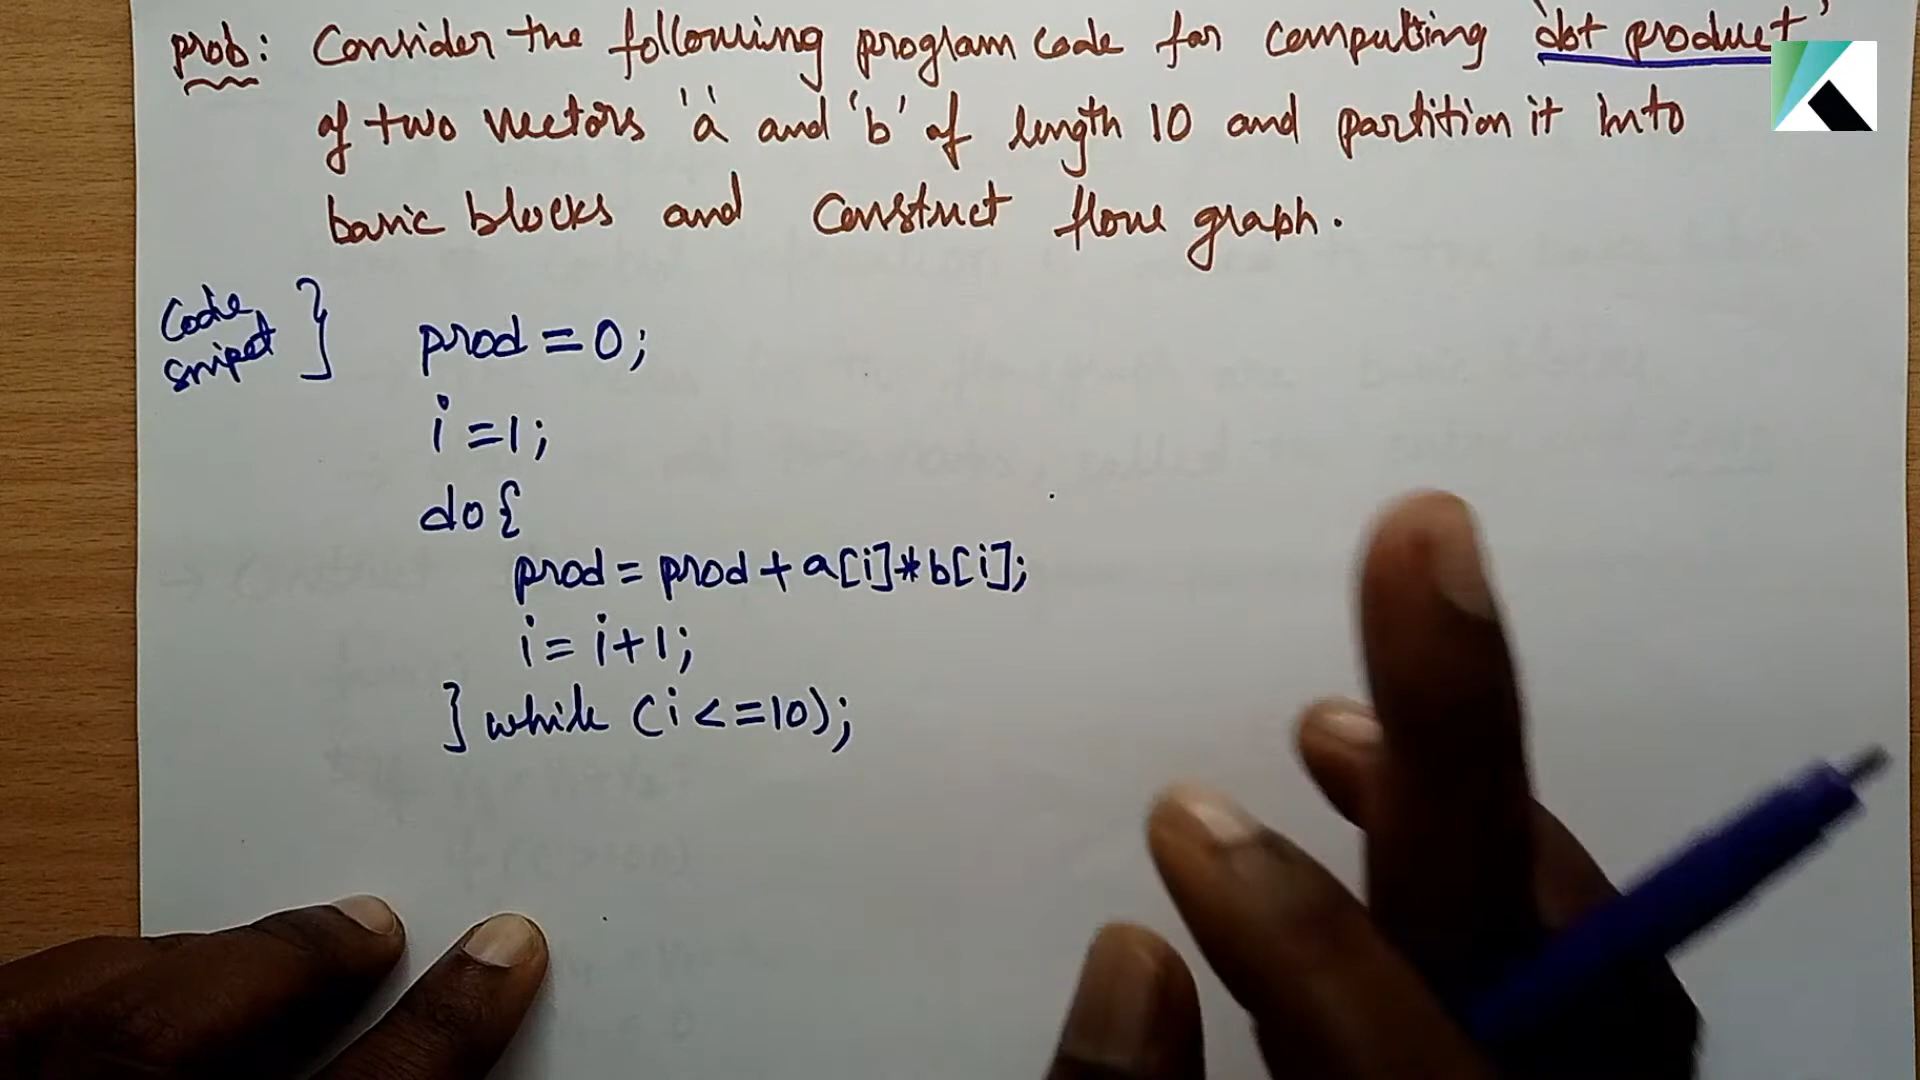 prob: Consider the following program code for computing 'dot product'
of two vectors 'a' and 'b' of length 10 and partition it into
basic blocks and construct flow graph.
Code snipet } prod = 0;
i = 1;
do {
prod = prod + a[i] * b[i];
i = i + 1;
} while (i <= 10);